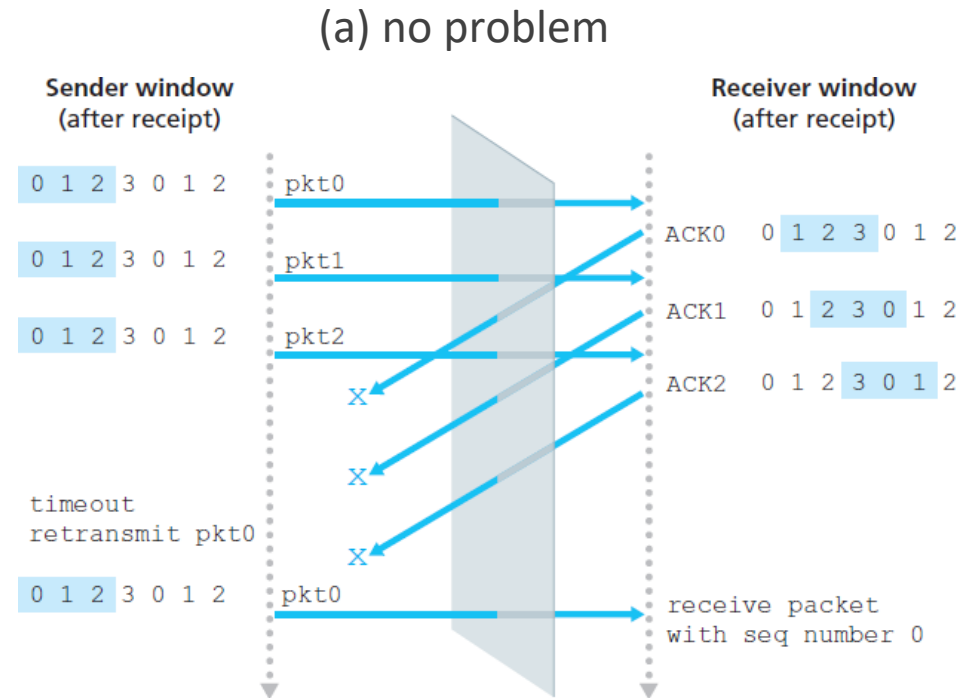 (a) no problem
Sender window
(after receipt)
Receiver window
(after receipt)
0 1 2 3 0 1 2
pkt0
ACK0 0 1 2 3 0 1 2
0 1 2 3 0 1 2
pkt1
ACK1 0 1 2 3 0 1 2
0 1 2 3 0 1 2
pkt2
ACK2 0 1 2 3 0 1 2
X
X
timeout
retransmit pkt0
X
0 1 2 3 0 1 2
pkt0
receive packet
with seq number 0